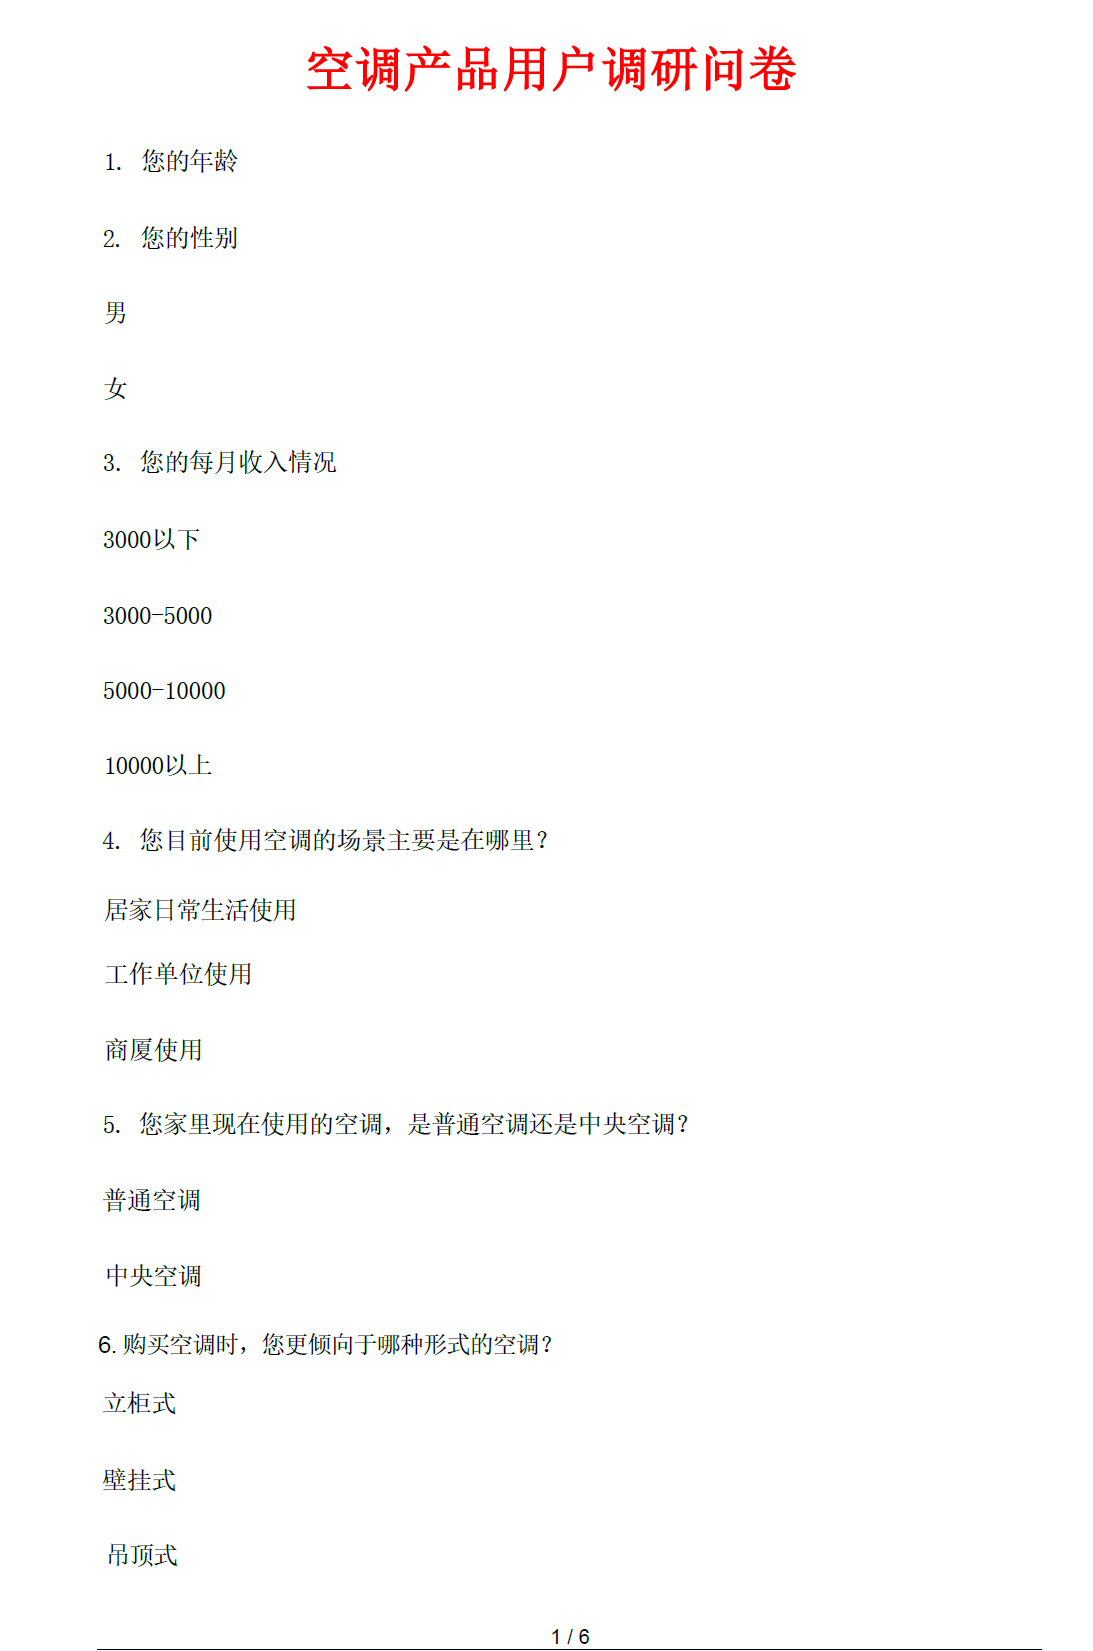 空调产品用户调研问卷
1. 您的年龄
2. 您的性别
男
女
3. 您的每月收入情况
3000以下
3000-5000
5000-10000
10000以上
4. 您目前使用空调的场景主要是在哪里？
居家日常生活使用
工作单位使用
商厦使用
5. 您家里现在使用的空调，是普通空调还是中央空调？
普通空调
中央空调
6. 购买空调时，您更倾向于哪种形式的空调？
立柜式
壁挂式
吊顶式
1 / 6